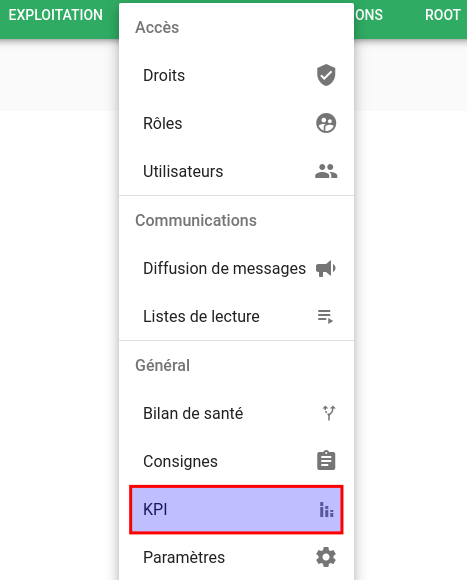 EXPLOITATION
ONS
ROOT
Accès
Droits
Rôles
Utilisateurs
Communications
Diffusion de messages
Listes de lecture
Général
Bilan de santé
Consignes
KPI
Paramètres